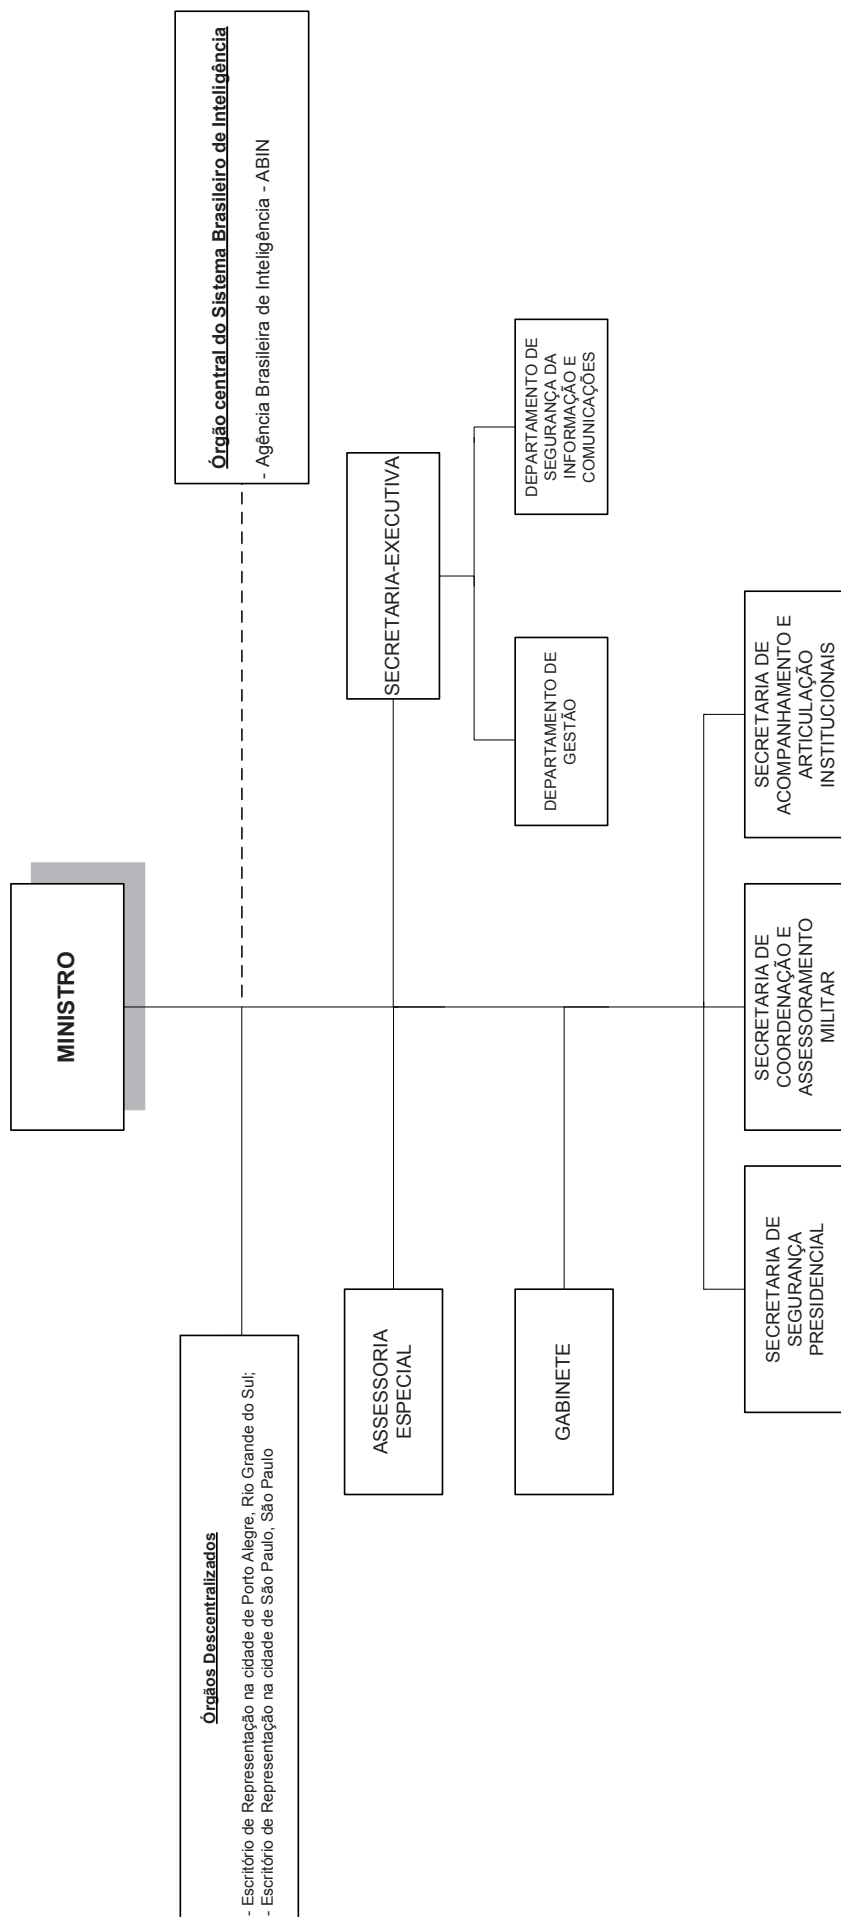 MINISTRO
Órgãos Descentralizados
- Escritório de Representação na cidade de Porto Alegre, Rio Grande do Sul;
- Escritório de Representação na cidade de São Paulo, São Paulo
Órgão central do Sistema Brasileiro de Inteligência
- Agência Brasileira de Inteligência - ABIN
ASSESSORIA
ESPECIAL
SECRETARIA-EXECUTIVA
GABINETE
DEPARTAMENTO DE
GESTÃO
DEPARTAMENTO DE
SEGURANÇA DA
INFORMAÇÃO E
COMUNICAÇÕES
SECRETARIA DE
SEGURANÇA
PRESIDENCIAL
SECRETARIA DE
COORDENAÇÃO E
ASSESSORAMENTO
MILITAR
SECRETARIA DE
ACOMPANHAMENTO E
ARTICULAÇÃO
INSTITUCIONAIS